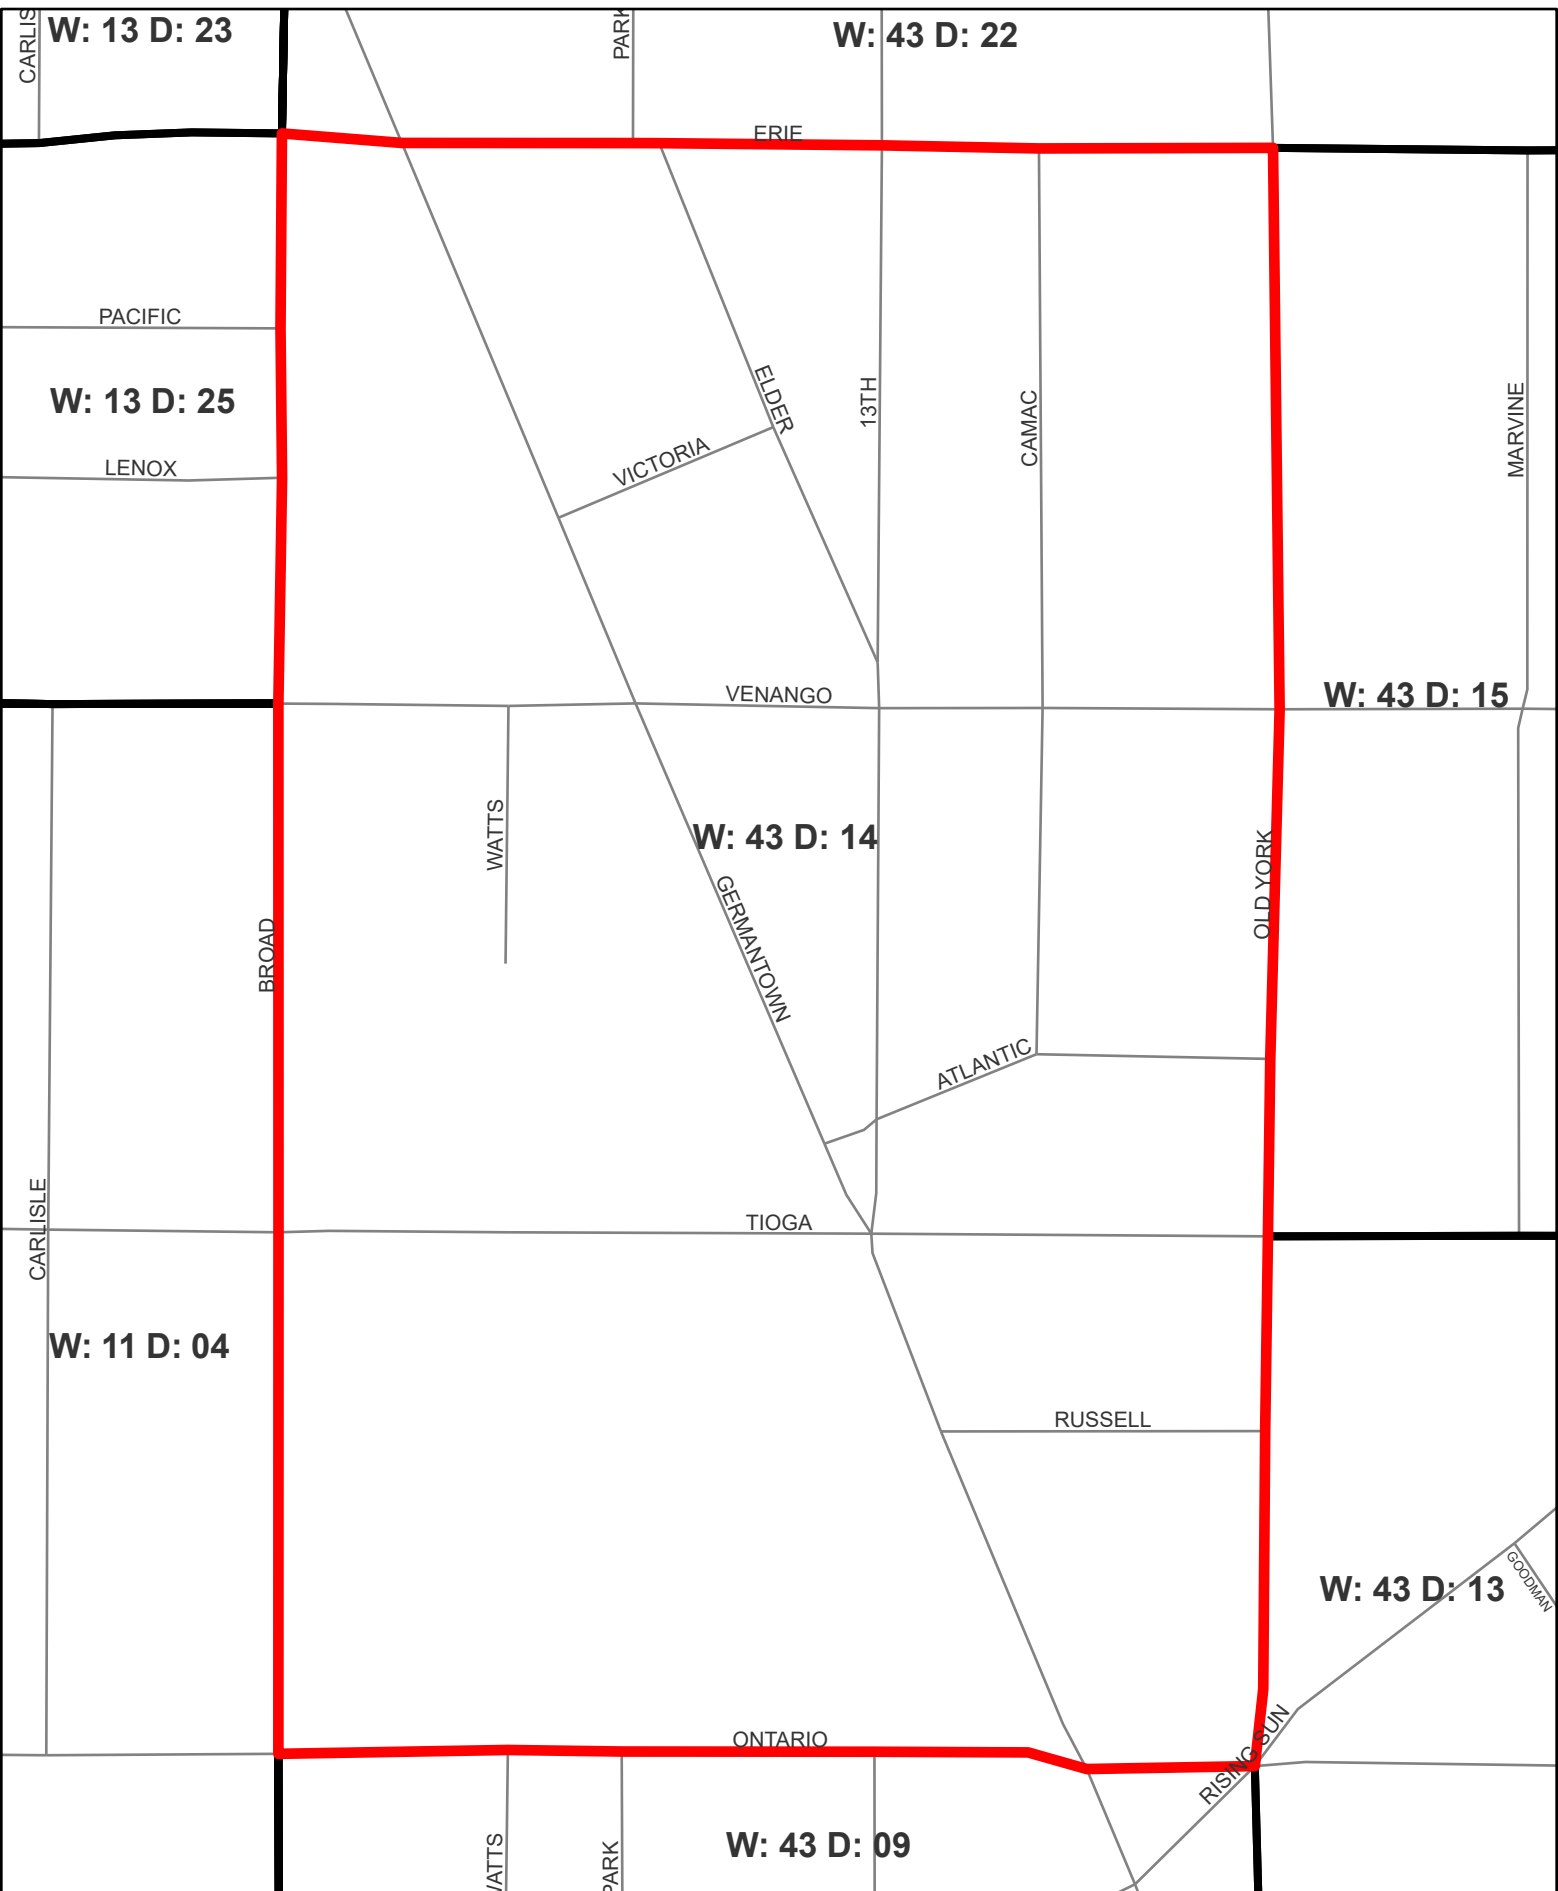 CARLIS
W: 13 D: 23
PARK
W: 43 D: 22
ERIE
PACIFIC
W: 13 D: 25
LENOX
VICTORIA
ELDER
13TH
CAMAC
MARVINE
VENANGO
W: 43 D: 15
WATTS
W: 43 D: 14
GERMANTOWN
BROAD
OLD YORK
ATLANTIC
CARLISLE
TIOGA
W: 11 D: 04
RUSSELL
W: 43 D: 13
GOODMAN
ONTARIO
RISING SUN
WATTS
PARK
W: 43 D: 09